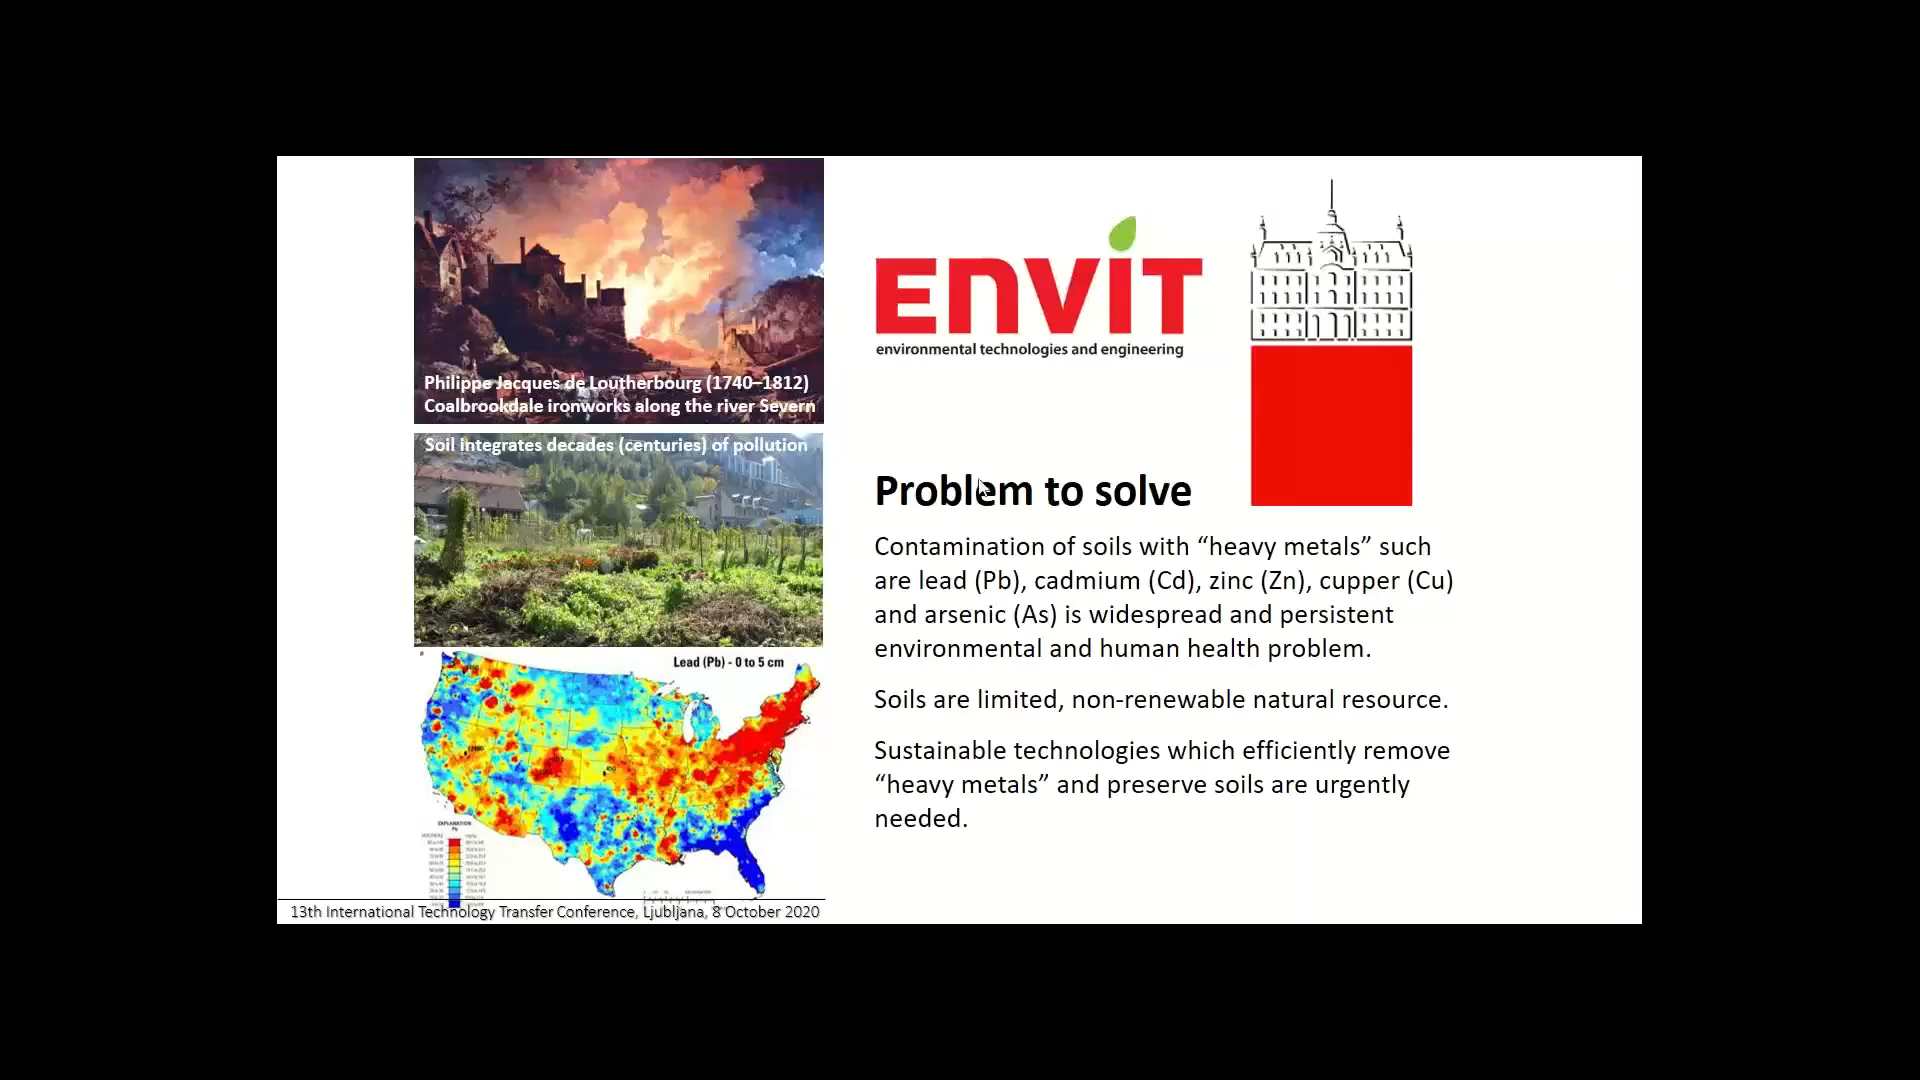 Philippe Jacques de Loutherbourg (1740–1812)
Coalbrookdale ironworks along the river Severn
Soil integrates decades (centuries) of pollution
Lead (Pb) - 0 to 5 cm
EXPLANATION
Pb
13th International Technology Transfer Conference, Ljubljana, 8 October 2020
ENVIT
environmental technologies and engineering
Problem to solve
Contamination of soils with “heavy metals” such
are lead (Pb), cadmium (Cd), zinc (Zn), cupper (Cu)
and arsenic (As) is widespread and persistent
environmental and human health problem.
Soils are limited, non-renewable natural resource.
Sustainable technologies which efficiently remove
“heavy metals” and preserve soils are urgently
needed.